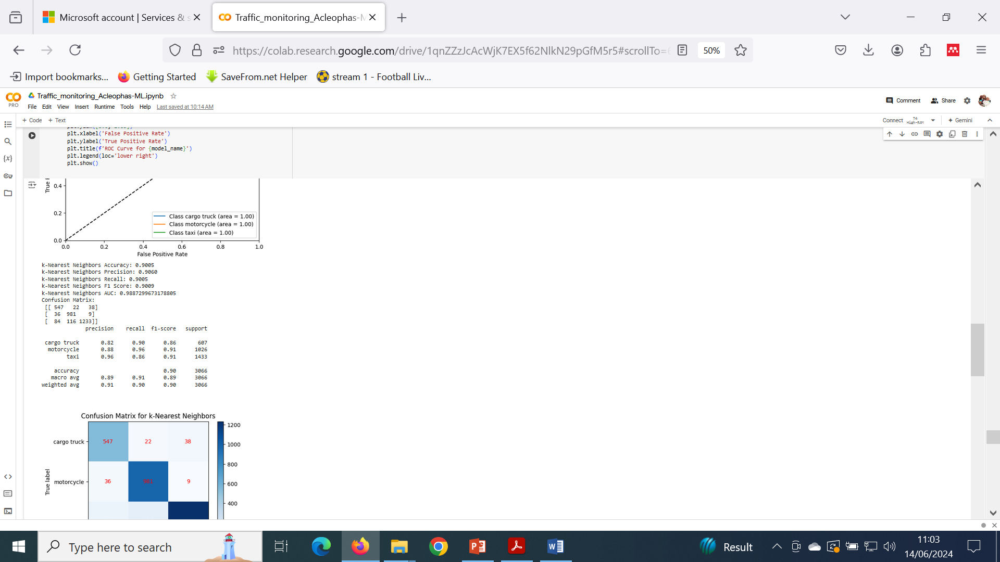 Microsoft account | Services & s
Traffic_monitoring_Acleophas-M
https://colab.research.google.com/drive/1qnZZzJcAcWjK7EX5f62NlkN29pGfM5r5#scrollTo=
50%
Import bookmarks...
Getting Started
SaveFrom.net Helper
stream 1 - Football Liv...
PRO
Traffic_monitoring_Acleophas-ML.ipynb
File Edit View Insert Runtime Tools Help Last saved at 10:14 AM
Comment
Share
+ Code + Text
Connect
T4
High-RAM
Gemini
plt.xlabel('False Positive Rate')
plt.ylabel('True Positive Rate')
plt.title(f'ROC Curve for {model_name}')
plt.legend(loc='lower right')
plt.show()
0.4
0.2
0.0
Class cargo truck (area = 1.00)
Class motorcycle (area = 1.00)
Class taxi (area = 1.00)
0.0 0.2 0.4 0.6 0.8 1.0
False Positive Rate
k-Nearest Neighbors Accuracy: 0.9005
k-Nearest Neighbors Precision: 0.9060
k-Nearest Neighbors Recall: 0.9005
k-Nearest Neighbors F1 Score: 0.9009
k-Nearest Neighbors AUC: 0.9887299673178805
Confusion Matrix:
[[ 547 22 38]
[ 36 981 9]
[ 84 116 1233]]
precision recall f1-score support
cargo truck 0.82 0.90 0.86 607
motorcycle 0.88 0.96 0.91 1026
taxi 0.96 0.86 0.91 1433
accuracy 0.90 3066
macro avg 0.89 0.91 0.89 3066
weighted avg 0.91 0.90 0.90 3066
Confusion Matrix for k-Nearest Neighbors
cargo truck 547 22 38
motorcycle 36 981 9
True label
1200
1000
800
600
400
Type here to search
Result
11:03
14/06/2024